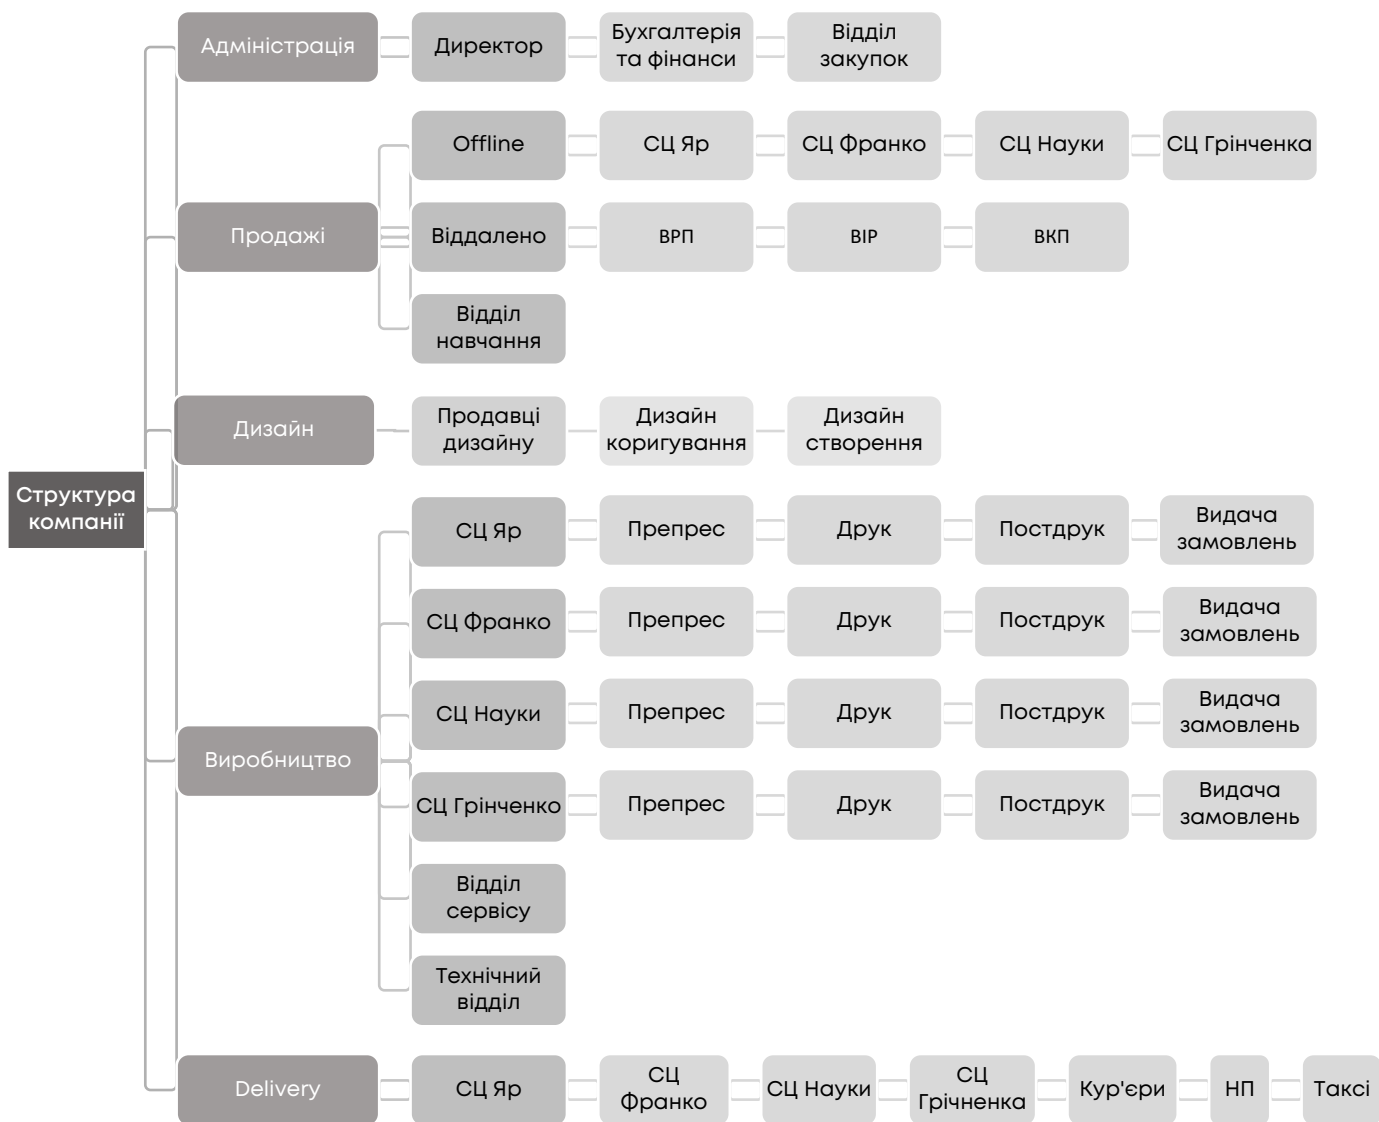 Адміністрація
Директор
Бухгалтерія
та фінанси
Відділ
закупок
Offline
СЦ Яр
СЦ Франко
СЦ Науки
СЦ Грінченка
Продажі
Віддалено
ВРП
ВІР
ВКП
Відділ
навчання
Дизайн
Продавці
дизайну
Дизайн
коригування
Дизайн
створення
Структура
компанії
СЦ Яр
Препрес
Друк
Постдрук
Видача
замовлень
СЦ Франко
Препрес
Друк
Постдрук
Видача
замовлень
СЦ Науки
Препрес
Друк
Постдрук
Видача
замовлень
Виробництво
СЦ Грінченко
Препрес
Друк
Постдрук
Видача
замовлень
Відділ
сервісу
Технічний
відділ
Delivery
СЦ Яр
СЦ
Франко
СЦ Науки
СЦ
Грічненка
Кур'єри
НП
Таксі